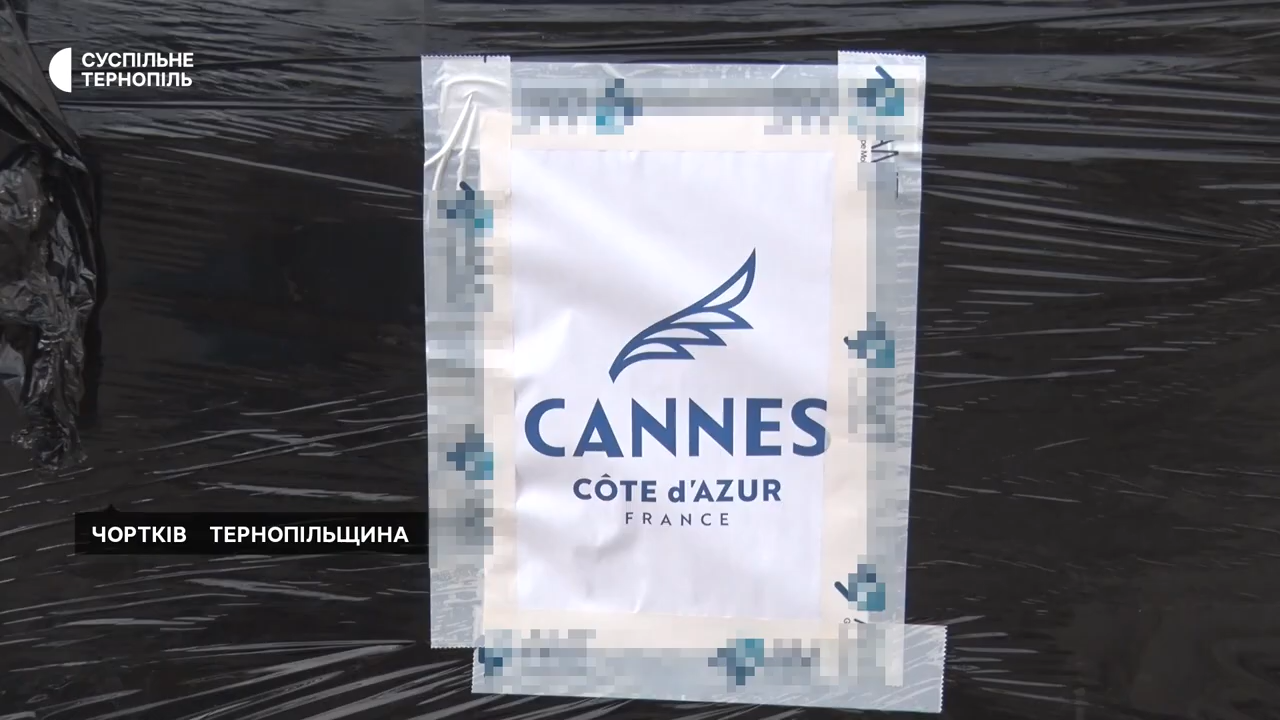 СУСПІЛЬНЕ
ТЕРНОПІЛЬ
CANNES
CÔTE d'AZUR
FRANCE
ЧОРТКІВ ТЕРНОПІЛЬЩИНА